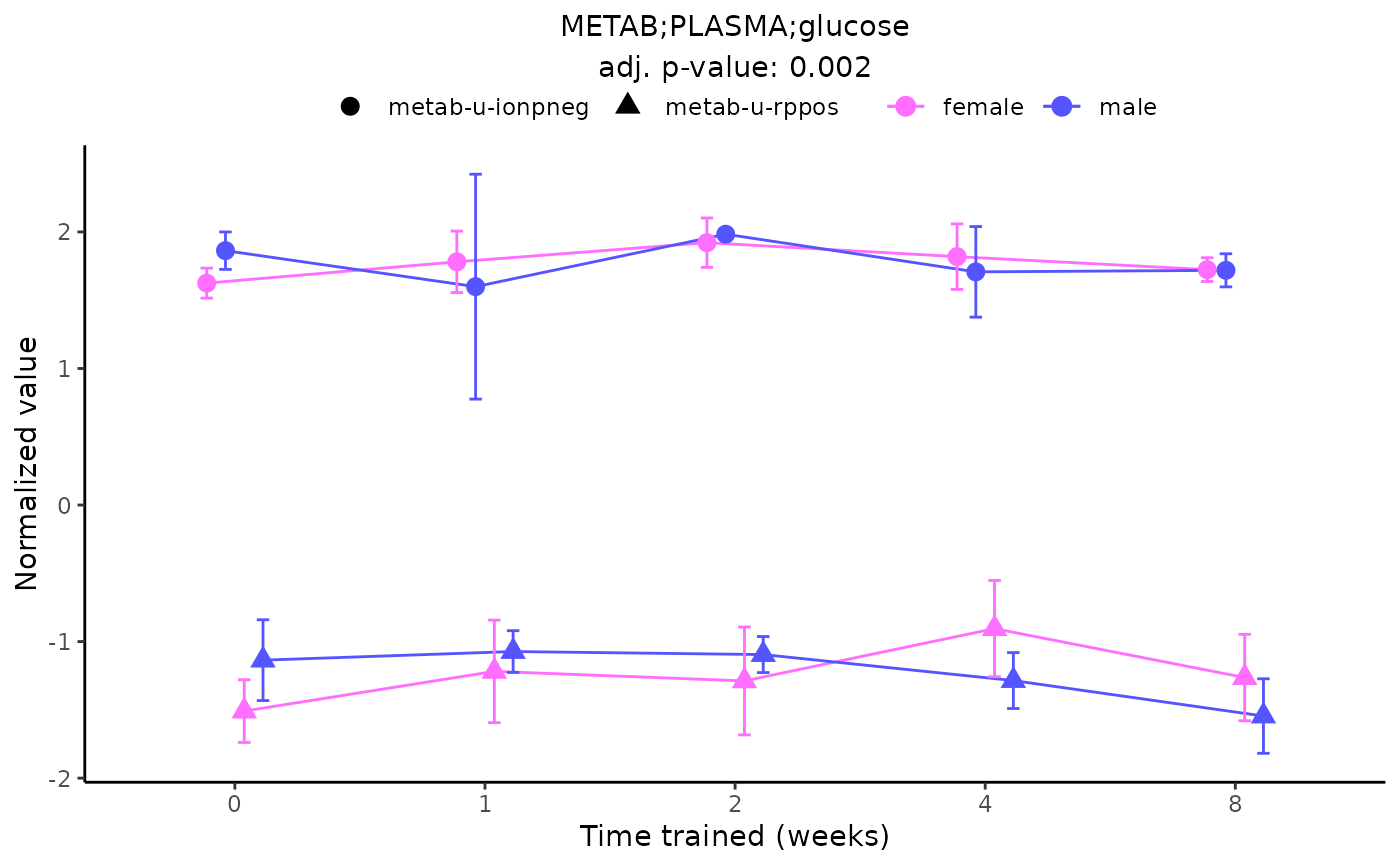 METAB;PLASMA;glucose
adj. p-value: 0.002
metab-u-ionpneg metab-u-rppos female male
Normalized value
2
1
0
-1
-2
0 1 2 4 8
Time trained (weeks)